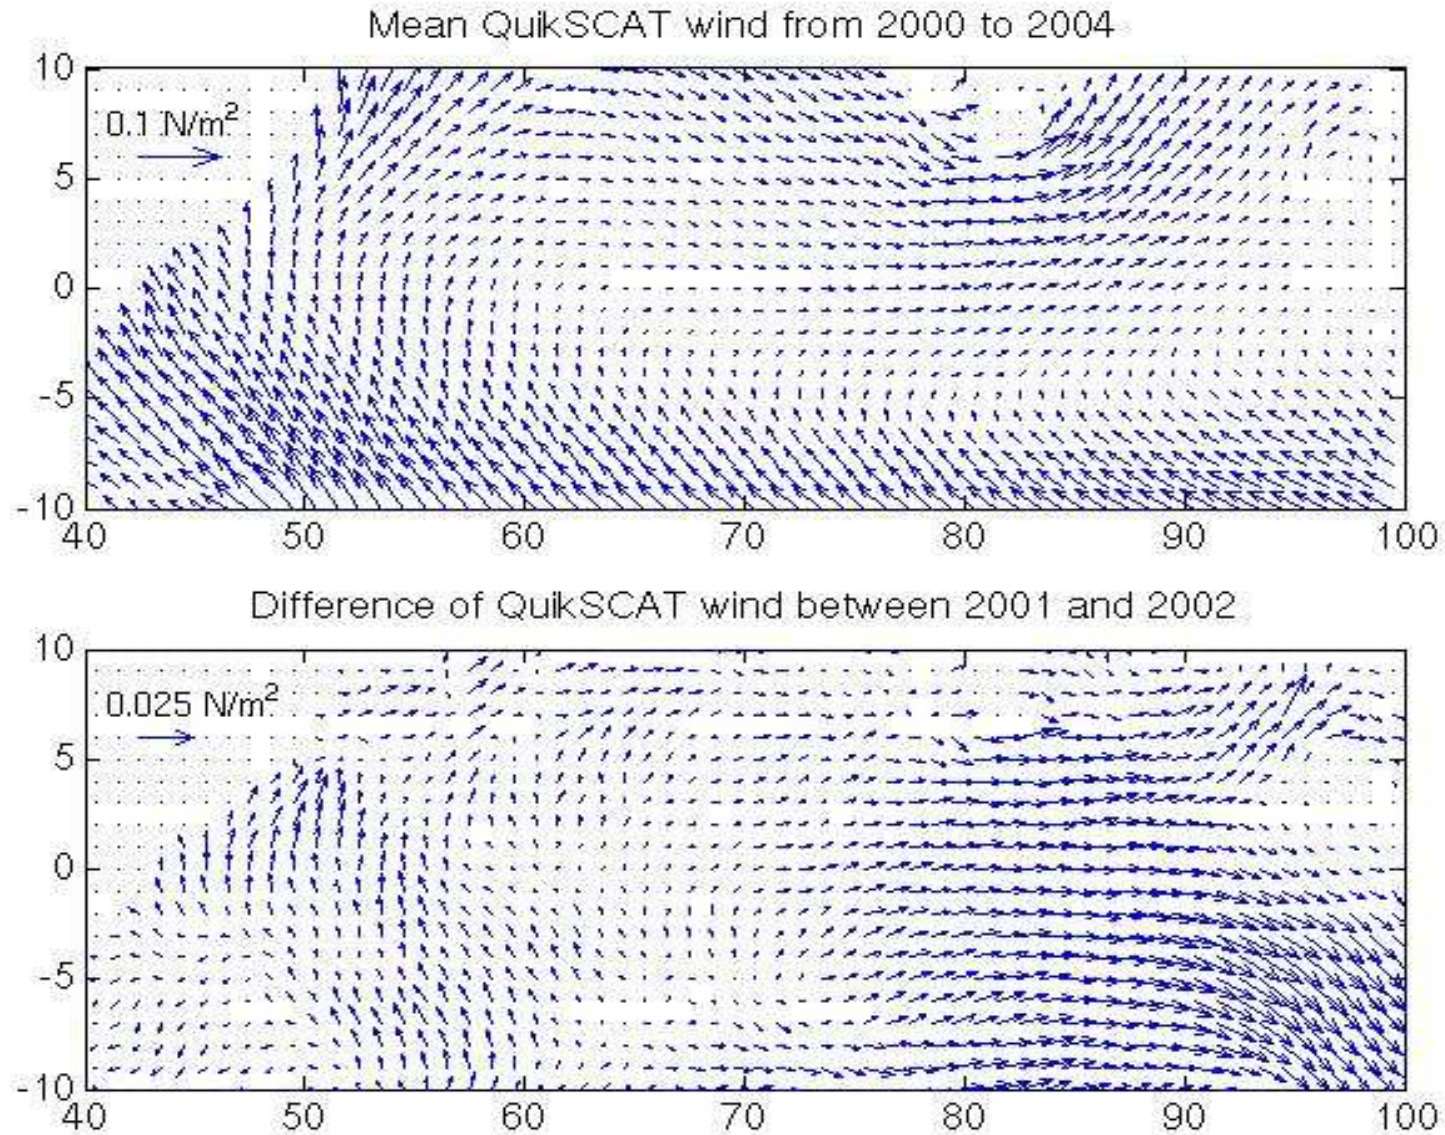 Mean QuikSCAT wind from 2000 to 2004
10
0.1 N/m²
5
0
-5
-10
40 50 60 70 80 90 100
Difference of QuikSCAT wind between 2001 and 2002
10
0.025 N/m²
5
0
-5
-10
40 50 60 70 80 90 100